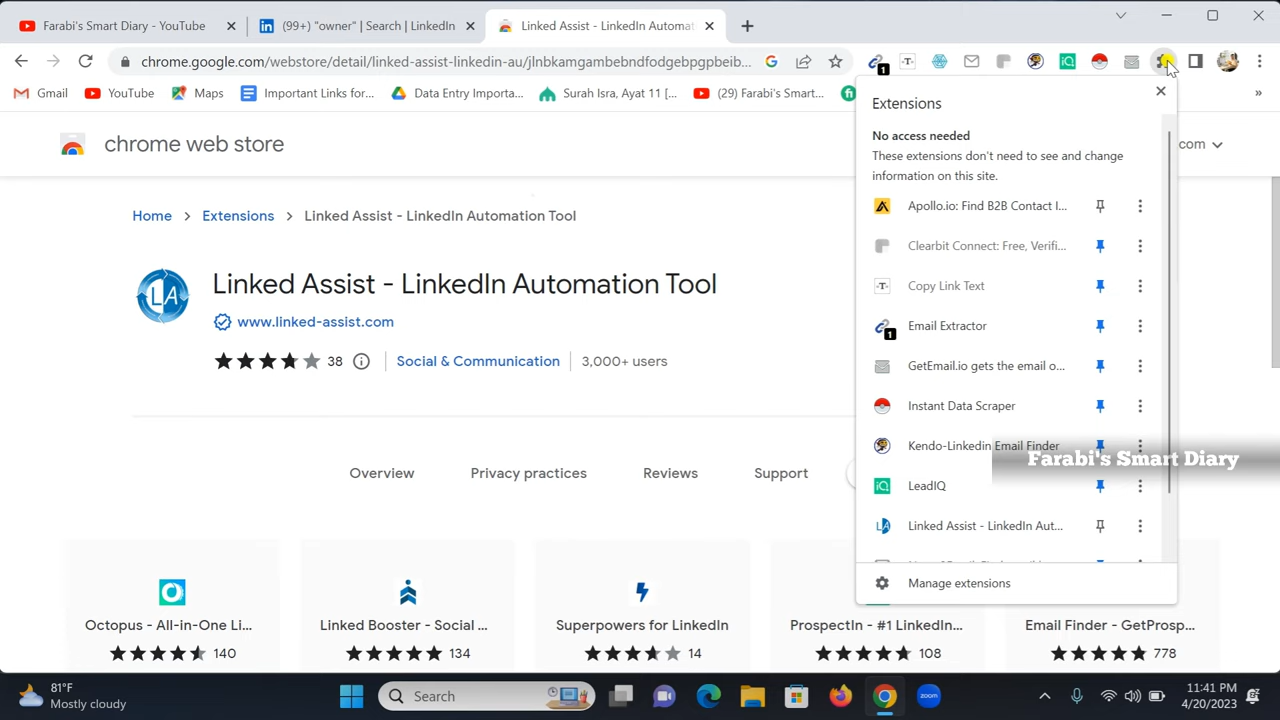 Farabi's Smart Diary - YouTube
(99+) "owner" | Search | LinkedIn
Linked Assist - LinkedIn Automat
chrome.google.com/webstore/detail/linked-assist-linkedin-au/jlnbkamgambebndfodgebpgpbeib...
1
Gmail
YouTube
Maps
Important links for...
Data Entry Importa...
Surah Isra, Ayat 11 [...
(29) Farabi's Smart...
»
chrome web store
com
Extensions
No access needed
These extensions don't need to see and change
information on this site.
Apollo.io: Find B2B Contact I...
Clearbit Connect: Free, Verifi...
Copy Link Text
Email Extractor
1
GetEmail.io gets the email o...
Instant Data Scraper
Kendo-Linkedin Email Finder
LeadIQ
Linked Assist - LinkedIn Aut...
Manage extensions
Farabi's Smart Diary
Home > Extensions > Linked Assist - LinkedIn Automation Tool
LA
Linked Assist - LinkedIn Automation Tool
www.linked-assist.com
38
Social & Communication
3,000+ users
Overview
Privacy practices
Reviews
Support
Octopus - All-in-One Li...
140
Linked Booster - Social ...
134
Superpowers for LinkedIn
14
ProspectIn - #1 LinkedIn...
108
Email Finder - GetProsp...
778
81°F
Mostly cloudy
Search
zoom
11:41 PM
4/20/2023